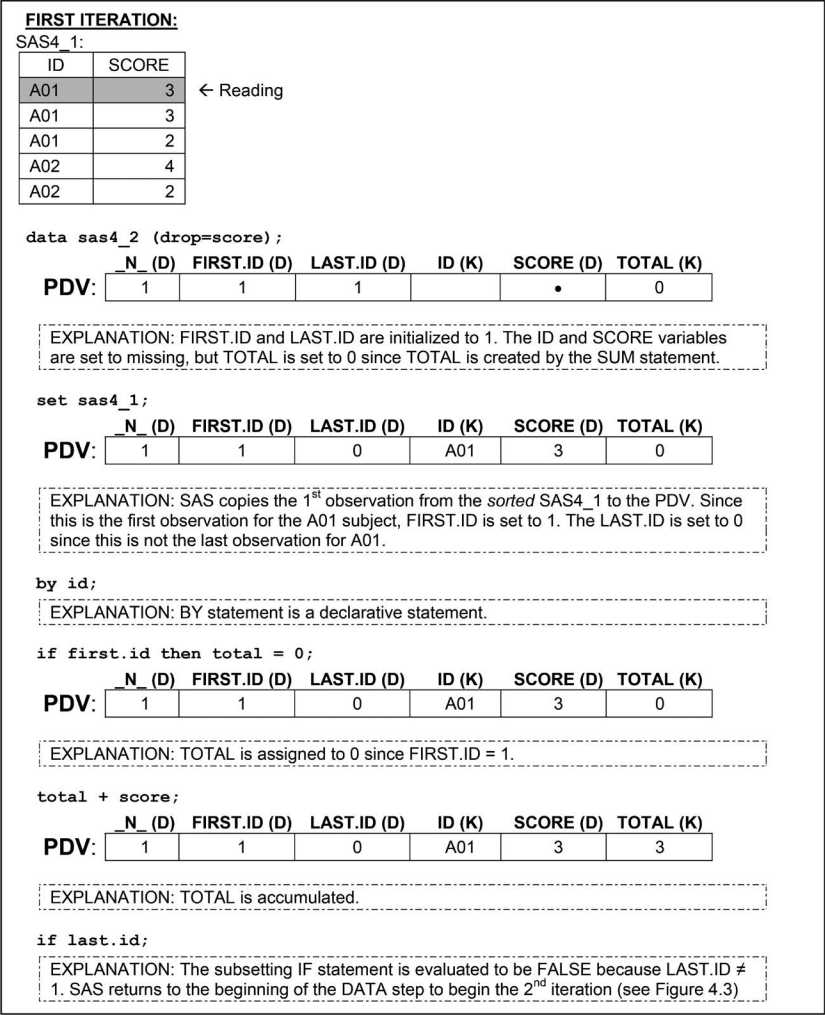 FIRST ITERATION:
SAS4_1:
ID SCORE
A01 3 ← Reading
A01 3
A01 2
A02 4
A02 2
data sas4_2 (drop=score);
_N_ (D) FIRST.ID (D) LAST.ID (D) ID (K) SCORE (D) TOTAL (K)
PDV: 1 1 1 • 0
EXPLANATION: FIRST.ID and LAST.ID are initialized to 1. The ID and SCORE variables
are set to missing, but TOTAL is set to 0 since TOTAL is created by the SUM statement.
set sas4_1;
_N_ (D) FIRST.ID (D) LAST.ID (D) ID (K) SCORE (D) TOTAL (K)
PDV: 1 1 0 A01 3 0
EXPLANATION: SAS copies the 1st observation from the sorted SAS4_1 to the PDV. Since
this is the first observation for the A01 subject, FIRST.ID is set to 1. The LAST.ID is set to 0
since this is not the last observation for A01.
by id;
EXPLANATION: BY statement is a declarative statement.
if first.id then total = 0;
_N_ (D) FIRST.ID (D) LAST.ID (D) ID (K) SCORE (D) TOTAL (K)
PDV: 1 1 0 A01 3 0
EXPLANATION: TOTAL is assigned to 0 since FIRST.ID = 1.
total + score;
_N_ (D) FIRST.ID (D) LAST.ID (D) ID (K) SCORE (D) TOTAL (K)
PDV: 1 1 0 A01 3 3
EXPLANATION: TOTAL is accumulated.
if last.id;
EXPLANATION: The subsetting IF statement is evaluated to be FALSE because LAST.ID ≠
1. SAS returns to the beginning of the DATA step to begin the 2nd iteration (see Figure 4.3)